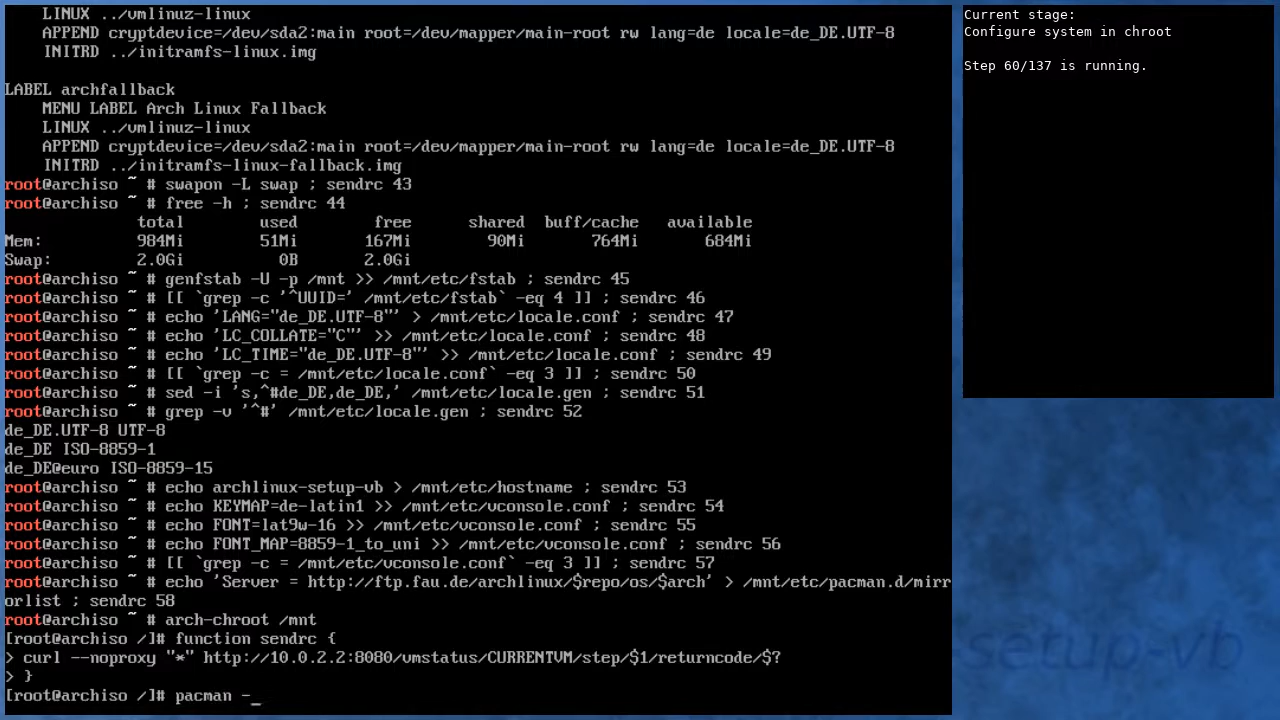 LINUX ../vmlinuz-linux
APPEND cryptdevice=/dev/sda2:main root=/dev/mapper/main-root rw lang=de locale=de_DE.UTF-8
INITRD ../initramfs-linux.img
LABEL archfallback
MENU LABEL Arch Linux Fallback
LINUX ../vmlinuz-linux
APPEND cryptdevice=/dev/sda2:main root=/dev/mapper/main-root rw lang=de locale=de_DE.UTF-8
INITRD ../initramfs-linux-fallback.img
root@archiso ~ # swapon -L swap ; sendrc 43
root@archiso ~ # free -h ; sendrc 44
total used free shared buff/cache available
Mem: 984Mi 51Mi 167Mi 90Mi 764Mi 684Mi
Swap: 2.0Gi 0B 2.0Gi
root@archiso ~ # genfstab -U -p /mnt >> /mnt/etc/fstab ; sendrc 45
root@archiso ~ # [[ `grep -c '^UUID=' /mnt/etc/fstab` -eq 4 ]] ; sendrc 46
root@archiso ~ # echo 'LANG="de_DE.UTF-8"' > /mnt/etc/locale.conf ; sendrc 47
root@archiso ~ # echo 'LC_COLLATE="C"' >> /mnt/etc/locale.conf ; sendrc 48
root@archiso ~ # echo 'LC_TIME="de_DE.UTF-8"' >> /mnt/etc/locale.conf ; sendrc 49
root@archiso ~ # [[ `grep -c = /mnt/etc/locale.conf` -eq 3 ]] ; sendrc 50
root@archiso ~ # sed -i 's,^#de_DE,de_DE,' /mnt/etc/locale.gen ; sendrc 51
root@archiso ~ # grep -v '^#' /mnt/etc/locale.gen ; sendrc 52
de_DE.UTF-8 UTF-8
de_DE ISO-8859-1
de_DE@euro ISO-8859-15
root@archiso ~ # echo archlinux-setup-vb > /mnt/etc/hostname ; sendrc 53
root@archiso ~ # echo KEYMAP=de-latin1 >> /mnt/etc/vconsole.conf ; sendrc 54
root@archiso ~ # echo FONT=lat9w-16 >> /mnt/etc/vconsole.conf ; sendrc 55
root@archiso ~ # echo FONT_MAP=8859-1_to_uni >> /mnt/etc/vconsole.conf ; sendrc 56
root@archiso ~ # [[ `grep -c = /mnt/etc/vconsole.conf` -eq 3 ]] ; sendrc 57
root@archiso ~ # echo 'Server = http://ftp.fau.de/archlinux/$repo/os/$arch' > /mnt/etc/pacman.d/mirr
orlist ; sendrc 58
root@archiso ~ # arch-chroot /mnt
[root@archiso /]# function sendrc {
> curl --noproxy "*" http://10.0.2.2:8080/vmstatus/CURRENTVM/step/$1/returncode/$?
> }
[root@archiso /]# pacman -_
Current stage:
Configure system in chroot
Step 60/137 is running.
setup-vb